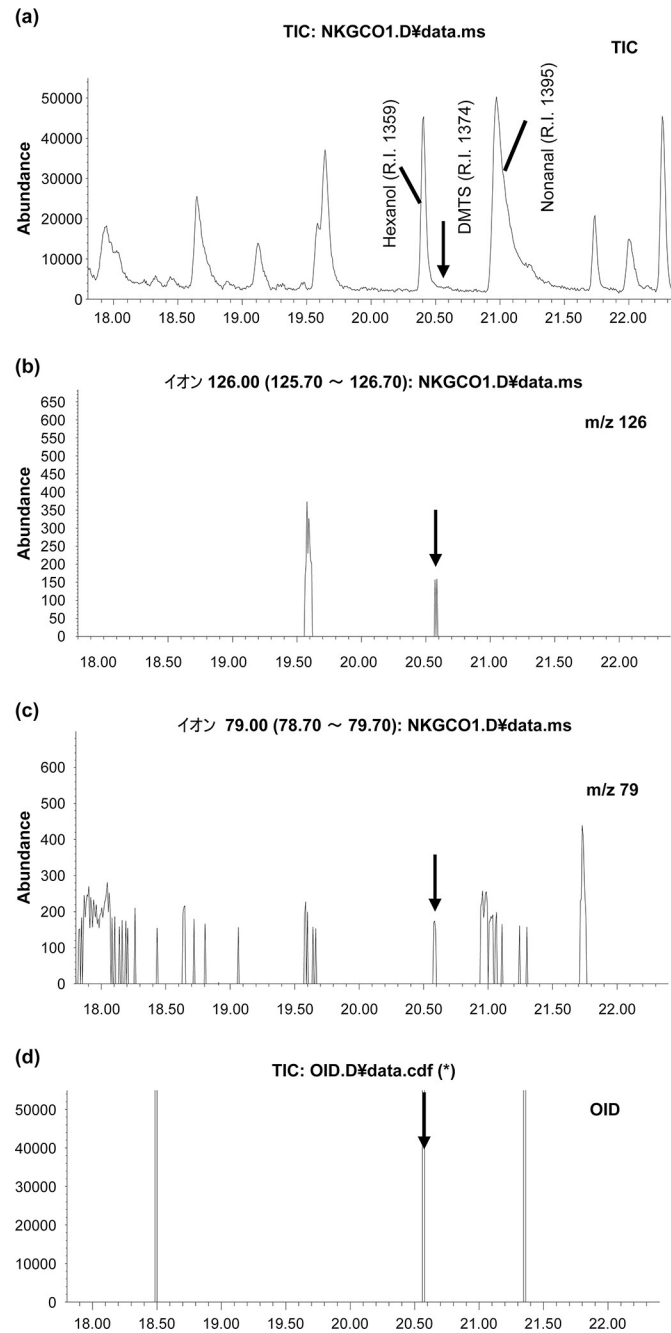 (a)
TIC: NKGCO1.D¥data.ms
TIC
50000
40000
30000
20000
10000
0
Abundance
Hexanol (R.I. 1359)
DMTS (R.I. 1374)
Nonanal (R.I. 1395)
18.00 18.50 19.00 19.50 20.00 20.50 21.00 21.50 22.00
(b)
イオン 126.00 (125.70 ～ 126.70): NKGCO1.D¥data.ms
m/z 126
650
600
550
500
450
400
350
300
250
200
150
100
50
0
Abundance
18.00 18.50 19.00 19.50 20.00 20.50 21.00 21.50 22.00
(c)
イオン 79.00 (78.70 ～ 79.70): NKGCO1.D¥data.ms
m/z 79
600
500
400
300
200
100
0
Abundance
18.00 18.50 19.00 19.50 20.00 20.50 21.00 21.50 22.00
(d)
TIC: OID.D¥data.cdf (*)
OID
50000
40000
30000
20000
10000
0
18.00 18.50 19.00 19.50 20.00 20.50 21.00 21.50 22.00